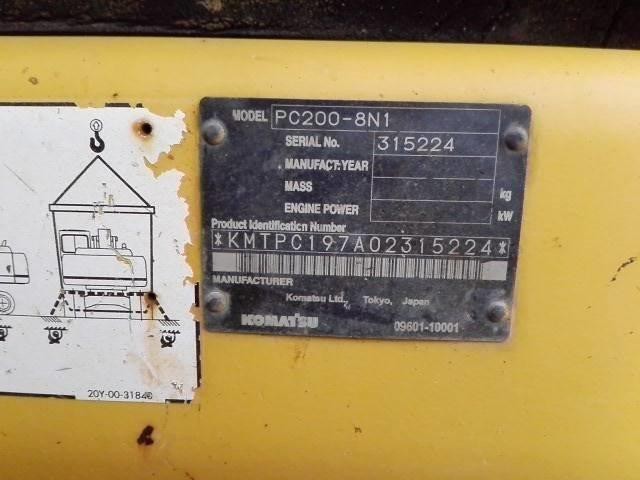 MODEL PC200-8N1
SERIAL No. 315224
MANUFACT.YEAR
MASS kg
ENGINE POWER kW
Product Identification Number
*KMTPC197A02315224*
MANUFACTURER
Komatsu Ltd., Tokyo, Japan
KOMATSU 09601-10001
20Y-00-3184